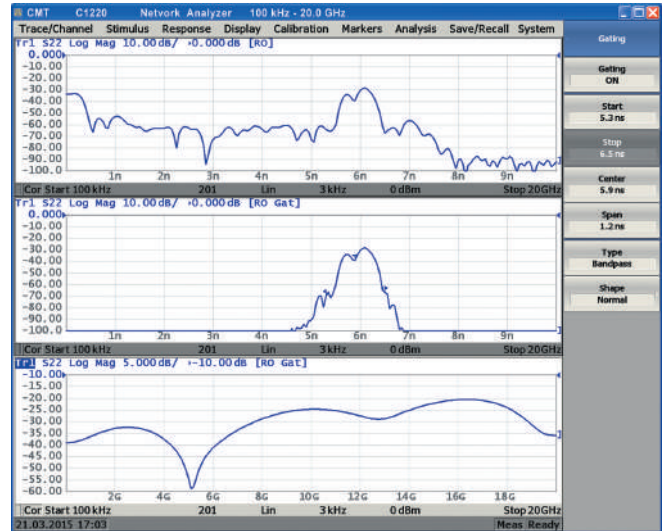 CMT C1220 Network Analyzer 100 kHz - 20.0 GHz
Trace/Channel Stimulus Response Display Calibration Markers Analysis Save/Recall System
Tr1 S22 Log Mag 10.00dB/ 0.000dB [RO]
0.000
-10.00
-20.00
-30.00
-40.00
-50.00
-60.00
-70.00
-80.00
-90.00
-100.0
1n 2n 3n 4n 5n 6n 7n 8n 9n
Cor Start 100 kHz 201 Lin 3 kHz 0 dBm Stop 20GHz
Tr1 S22 Log Mag 10.00dB/ 0.000dB [RO Gat]
0.000
-10.00
-20.00
-30.00
-40.00
-50.00
-60.00
-70.00
-80.00
-90.00
-100.0
1n 2n 3n 4n 5n 6n 7n 8n 9n
Cor Start 100 kHz 201 Lin 3 kHz 0 dBm Stop 20GHz
Tr1 S22 Log Mag 5.000dB/ -10.00 dB [RO Gat]
-10.00
-15.00
-20.00
-25.00
-30.00
-35.00
-40.00
-45.00
-50.00
-55.00
-60.00
2G 4G 6G 8G 10G 12G 14G 16G 18G
Cor Start 100 kHz 201 Lin 3 kHz 0 dBm Stop 20GHz
21.03.2015 17:03 Meas Ready
Gating
Gating
ON
Start
5.3 ns
Stop
6.5 ns
Center
5.9 ns
Span
1.2 ns
Type
Bandpass
Shape
Normal